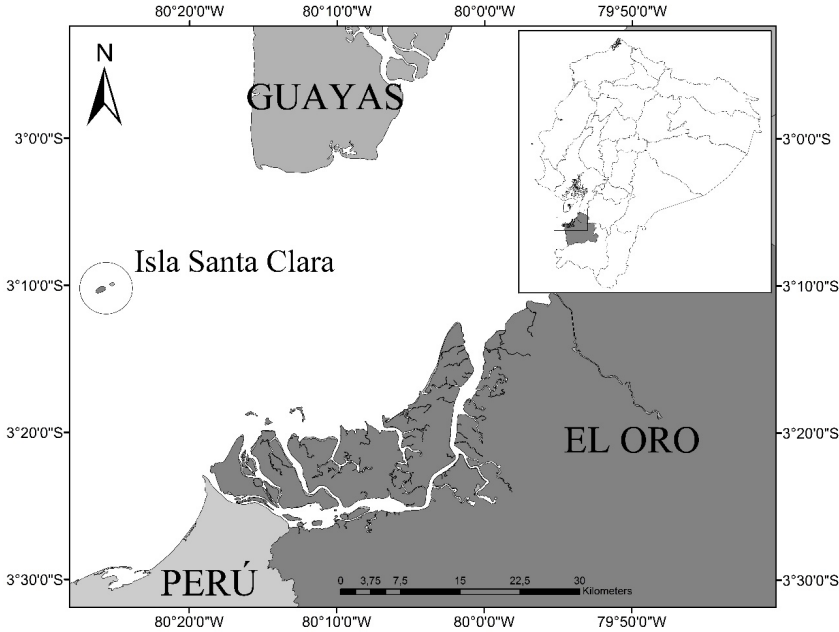 80°20'0"W 80°10'0"W 80°0'0"W 79°50'0"W
N
GUAYAS
3°0'0"S 3°0'0"S
Isla Santa Clara
3°10'0"S 3°10'0"S
3°20'0"S 3°20'0"S
EL ORO
PERÚ
0 3,75 7,5 15 22,5 30
Kilometers
3°30'0"S 3°30'0"S
80°20'0"W 80°10'0"W 80°0'0"W 79°50'0"W